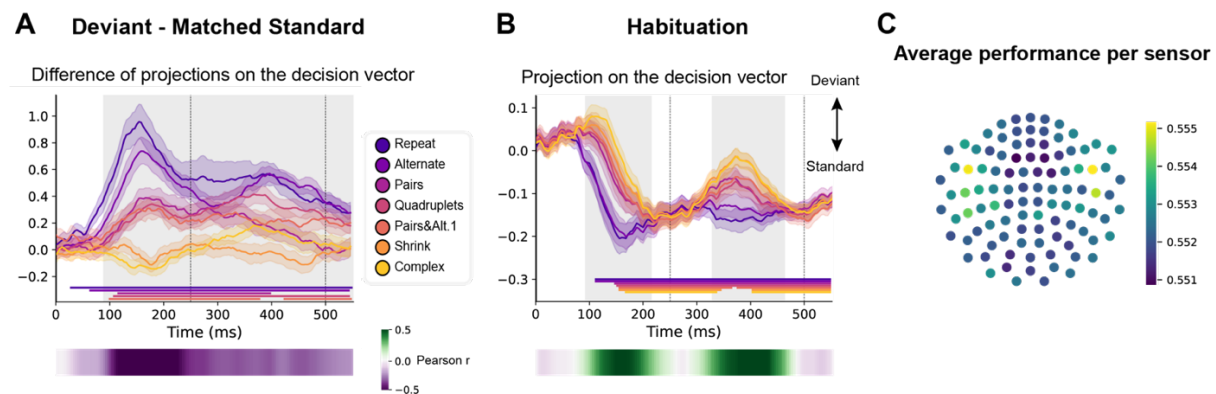 A Deviant - Matched Standard
Difference of projections on the decision vector
1.0
0.8
0.6
0.4
0.2
0.0
−0.2
0 100 200 300 400 500
Time (ms)
Repeat
Alternate
Pairs
Quadruplets
Pairs&Alt.1
Shrink
Complex
0.5
0.0 Pearson r
−0.5
B Habituation
Projection on the decision vector
Deviant
Standard
0.1
0.0
−0.1
−0.2
−0.3
0 100 200 300 400 500
Time (ms)
C
Average performance per sensor
0.555
0.554
0.553
0.552
0.551